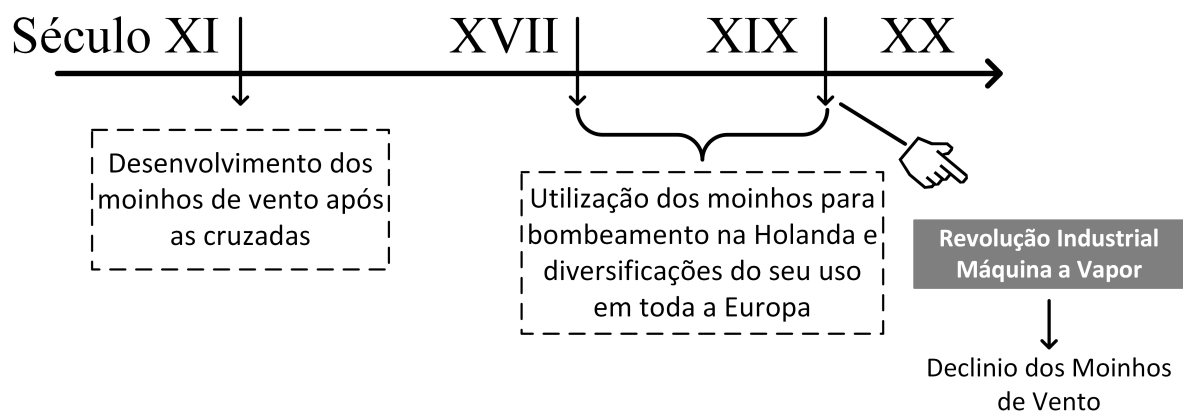 Século XI XVII XIX XX
Desenvolvimento dos
moinhos de vento após
as cruzadas
Utilização dos moinhos para
bombeamento na Holanda e
diversificações do seu uso
em toda a Europa
Revolução Industrial
Máquina a Vapor
Declinio dos Moinhos
de Vento